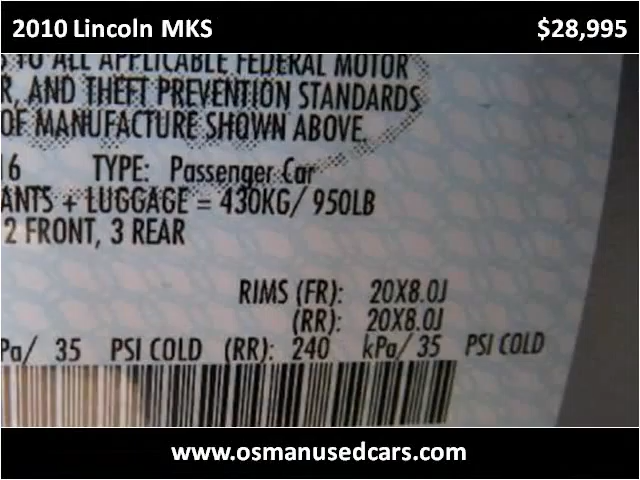 2010 Lincoln MKS $28,995
S TO ALL APPLICABLE FEDERAL MOTOR
R, AND THEFT PREVENTION STANDARDS
OF MANUFACTURE SHOWN ABOVE.
16 TYPE: Passenger Car
ANTS + LUGGAGE = 430KG/ 950LB
2 FRONT, 3 REAR
RIMS (FR): 20X8.0J
(RR): 20X8.0J
Pa/ 35 PSI COLD (RR): 240 kPa/ 35 PSI COLD
www.osmanusedcars.com